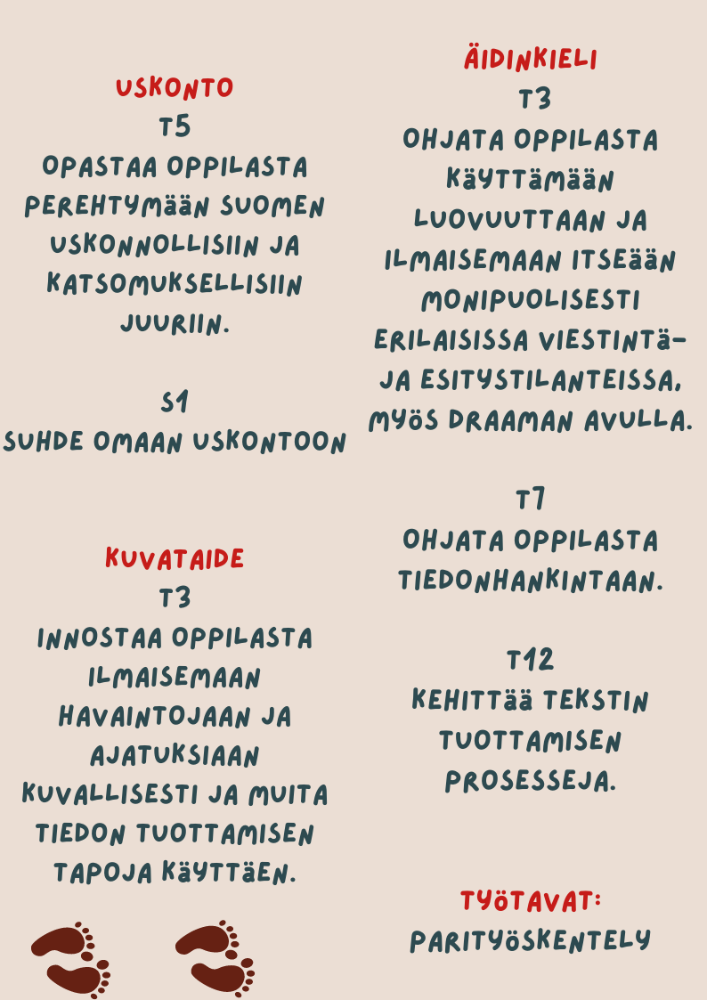 USKONTO
T5
OPASTAA OPPILASTA
PEREHTYMÄÄN SUOMEN
USKONNOLLISIIN JA
KATSOMUKSELLISIIN
JUURIIN.
S1
SUHDE OMAAN USKONTOON
KUVATAIDE
T3
INNOSTAA OPPILASTA
ILMAISEMAAN
HAVAINTOJAAN JA
AJATUKSIAAN
KUVALLISESTI JA MUITA
TIEDON TUOTTAMISEN
TAPOJA KÄYTTÄEN.
ÄIDINKIELI
T3
OHJATA OPPILASTA
KÄYTTÄMÄÄN
LUOVUUTTAAN JA
ILMAISEMAAN ITSEÄÄN
MONIPUOLISESTI
ERILAISISSA VIESTINTÄ-
JA ESITYSTILANTEISSA,
MYÖS DRAAMAN AVULLA.
T7
OHJATA OPPILASTA
TIEDONHANKINTAAN.
T12
KEHITTÄÄ TEKSTIN
TUOTTAMISEN
PROSESSEJA.
TYÖTAVAT:
PARITYÖSKENTELY